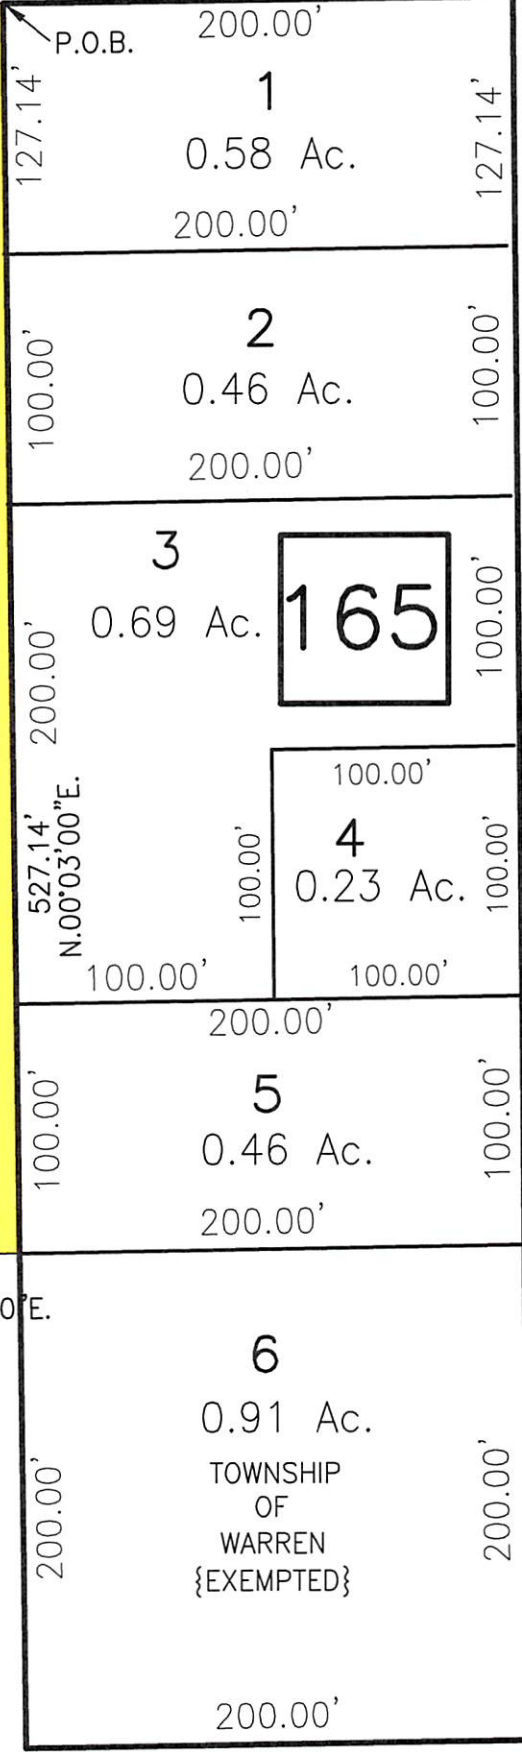 P.O.B.
200.00'
127.14'
1
127.14'
0.58 Ac.
200.00'
2
100.00'
100.00'
0.46 Ac.
200.00'
3
165
100.00'
0.69 Ac.
200.00'
527.14'
N.00°03'00"E.
100.00'
4
100.00'
100.00'
0.23 Ac.
100.00'
100.00'
200.00'
5
100.00'
100.00'
0.46 Ac.
200.00'
0"E.
6
0.91 Ac.
TOWNSHIP
OF
WARREN
{EXEMPTED}
200.00'
200.00'
200.00'